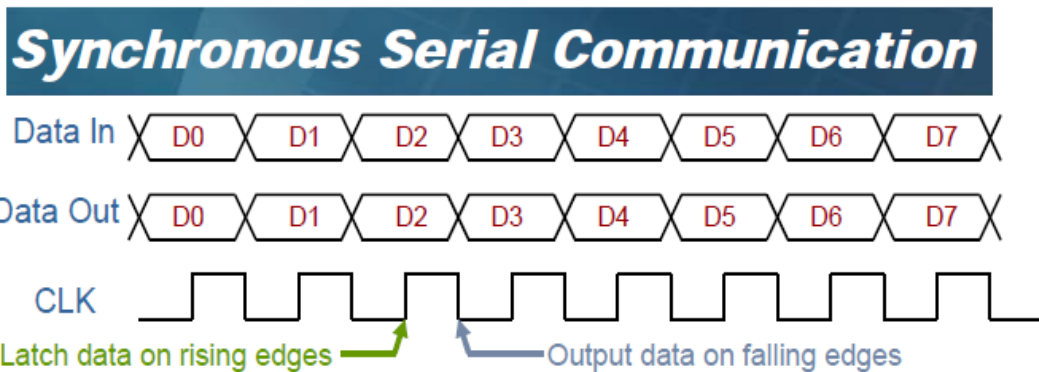 Synchronous Serial Communication
Data In D0 D1 D2 D3 D4 D5 D6 D7
Data Out D0 D1 D2 D3 D4 D5 D6 D7
CLK
Latch data on rising edges Output data on falling edges